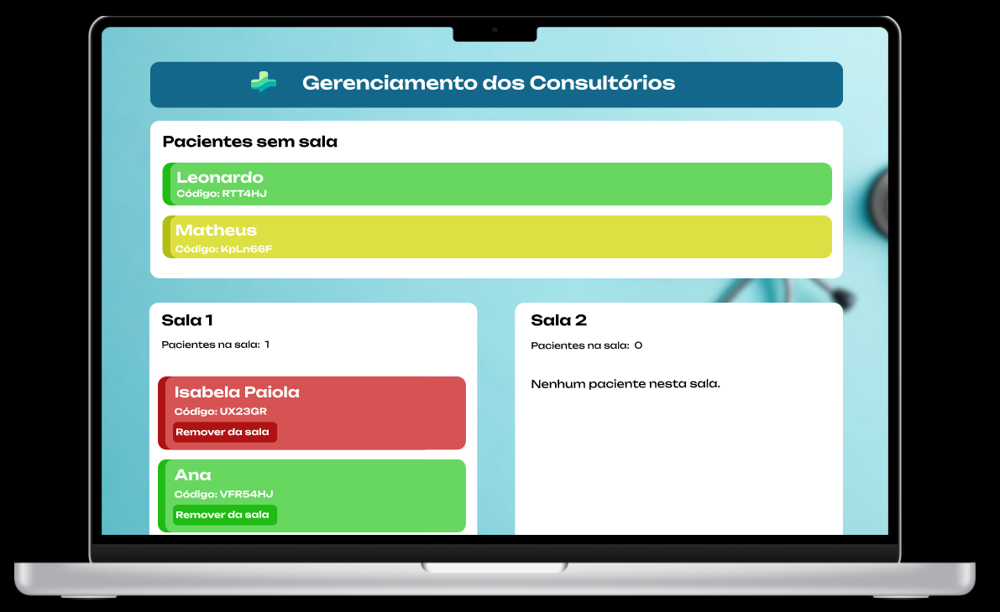 Gerenciamento dos Consultórios
Pacientes sem sala
Leonardo
Código: RTT4HJ
Matheus
Código: KpLn66F
Sala 1
Pacientes na sala: 1
Isabela Paiola
Código: UX23GR
Remover da sala
Ana
Código: VFR54HJ
Remover da sala
Sala 2
Pacientes na sala: 0
Nenhum paciente nesta sala.